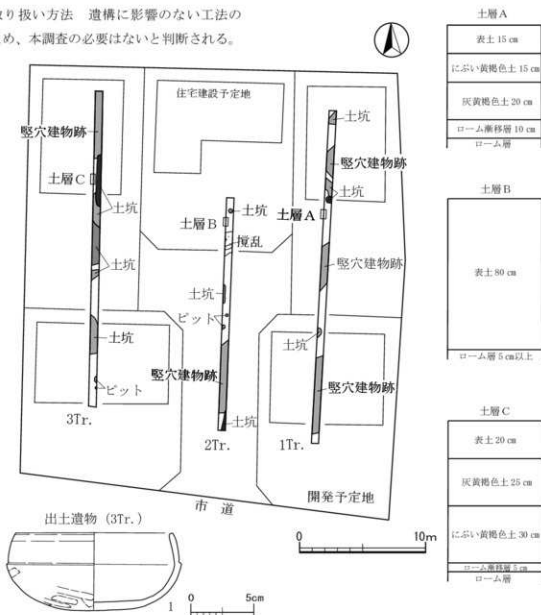 取り扱い方法　遺構に影響のない工法の
ため、本調査の必要はないと判断される。
土層A
表土 15 ㎝
にぶい黄褐色土 15 ㎝
灰黄褐色土 20 ㎝
ローム漸移層 10 ㎝
ローム層
土層B
表土 80 ㎝
ローム層 5 ㎝以上
土層C
表土 20 ㎝
灰黄褐色土 25 ㎝
にぶい黄褐色土 30 ㎝
ローム漸移層 5 ㎝
ローム層
住宅建設予定地
竪穴建物跡
土層C
土坑
土坑
土坑
ピット
3Tr.
土坑
土層B
撹乱
土坑
ピット
竪穴建物跡
土坑
2Tr.
土坑
竪穴建物跡
土坑
土層A
竪穴建物跡
土坑
竪穴建物跡
1Tr.
開発予定地
市 道
0 10m
出土遺物（3Tr.）
1
0 5cm